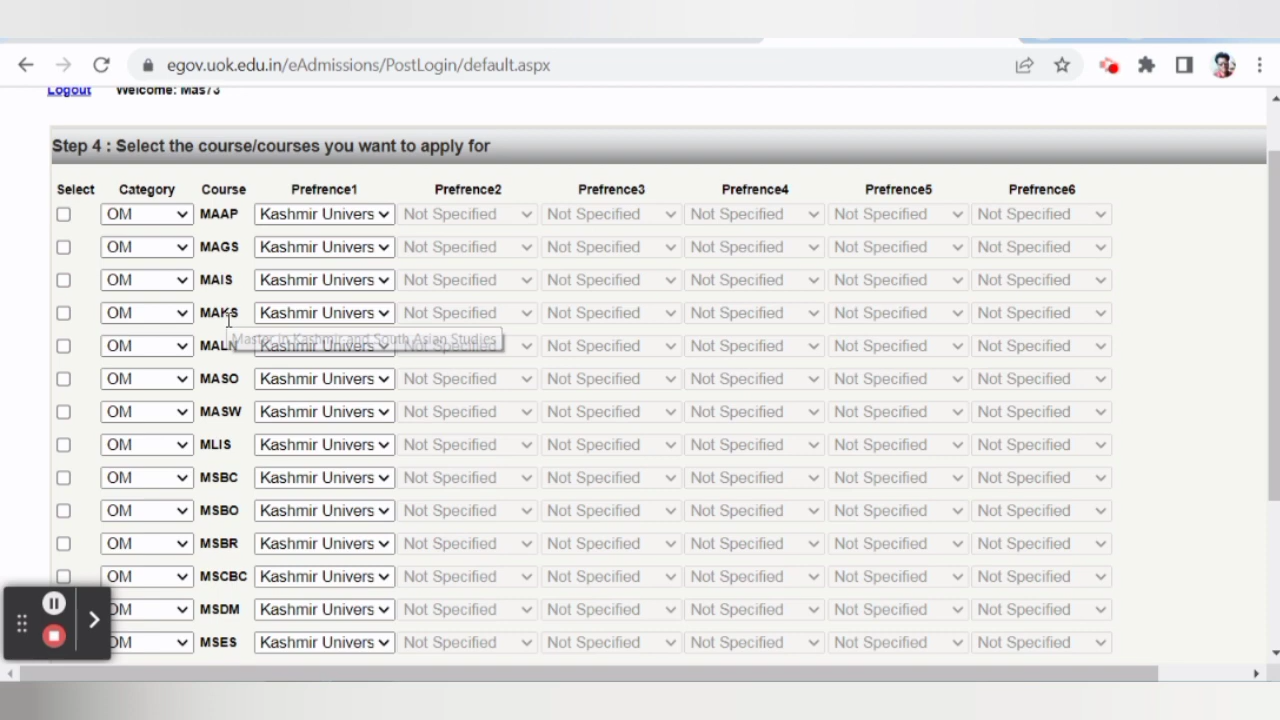 egov.uok.edu.in/eAdmissions/PostLogin/default.aspx
Logout Welcome: Mas73
Step 4 : Select the course/courses you want to apply for
Select Category Course Prefrence1 Prefrence2 Prefrence3 Prefrence4 Prefrence5 Prefrence6
OM MAAP Kashmir Univers Not Specified Not Specified Not Specified Not Specified Not Specified
OM MAGS Kashmir Univers Not Specified Not Specified Not Specified Not Specified Not Specified
OM MAIS Kashmir Univers Not Specified Not Specified Not Specified Not Specified Not Specified
OM MAKS Kashmir Univers Not Specified Not Specified Not Specified Not Specified Not Specified
Master in Kashmir and South Asian Studies
OM MALN Kashmir Univers Not Specified Not Specified Not Specified Not Specified Not Specified
OM MASO Kashmir Univers Not Specified Not Specified Not Specified Not Specified Not Specified
OM MASW Kashmir Univers Not Specified Not Specified Not Specified Not Specified Not Specified
OM MLIS Kashmir Univers Not Specified Not Specified Not Specified Not Specified Not Specified
OM MSBC Kashmir Univers Not Specified Not Specified Not Specified Not Specified Not Specified
OM MSBO Kashmir Univers Not Specified Not Specified Not Specified Not Specified Not Specified
OM MSBR Kashmir Univers Not Specified Not Specified Not Specified Not Specified Not Specified
OM MSCBC Kashmir Univers Not Specified Not Specified Not Specified Not Specified Not Specified
OM MSDM Kashmir Univers Not Specified Not Specified Not Specified Not Specified Not Specified
OM MSES Kashmir Univers Not Specified Not Specified Not Specified Not Specified Not Specified